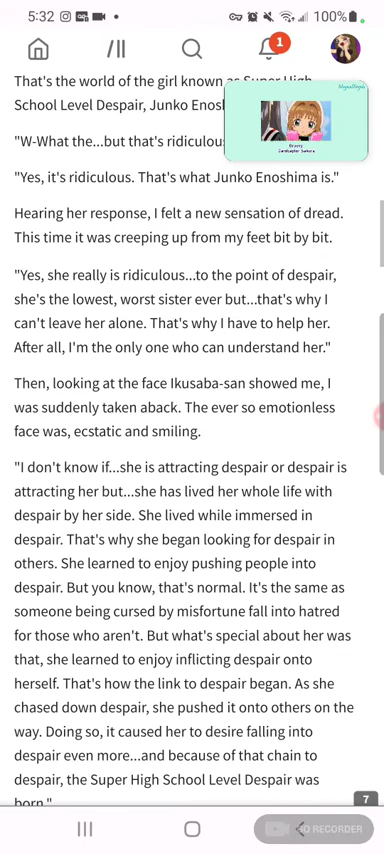 5:32
100%
1
That's the world of the girl known as Super High
School Level Despair, Junko Enosh
"W-What the...but that's ridiculou
"Yes, it's ridiculous. That's what Junko Enoshima is."
Hearing her response, I felt a new sensation of dread.
This time it was creeping up from my feet bit by bit.
"Yes, she really is ridiculous...to the point of despair,
she's the lowest, worst sister ever but...that's why I
can't leave her alone. That's why I have to help her.
After all, I'm the only one who can understand her."
Then, looking at the face Ikusaba-san showed me, I
was suddenly taken aback. The ever so emotionless
face was, ecstatic and smiling.
"I don't know if...she is attracting despair or despair is
attracting her but...she has lived her whole life with
despair by her side. She lived while immersed in
despair. That's why she began looking for despair in
others. She learned to enjoy pushing people into
despair. But you know, that's normal. It's the same as
someone being cursed by misfortune fall into hatred
for those who aren't. But what's special about her was
that, she learned to enjoy inflicting despair onto
herself. That's how the link to despair began. As she
chased down despair, she pushed it onto others on the
way. Doing so, it caused her to desire falling into
despair even more...and because of that chain to
despair, the Super High School Level Despair was
born."
7
RECORDER